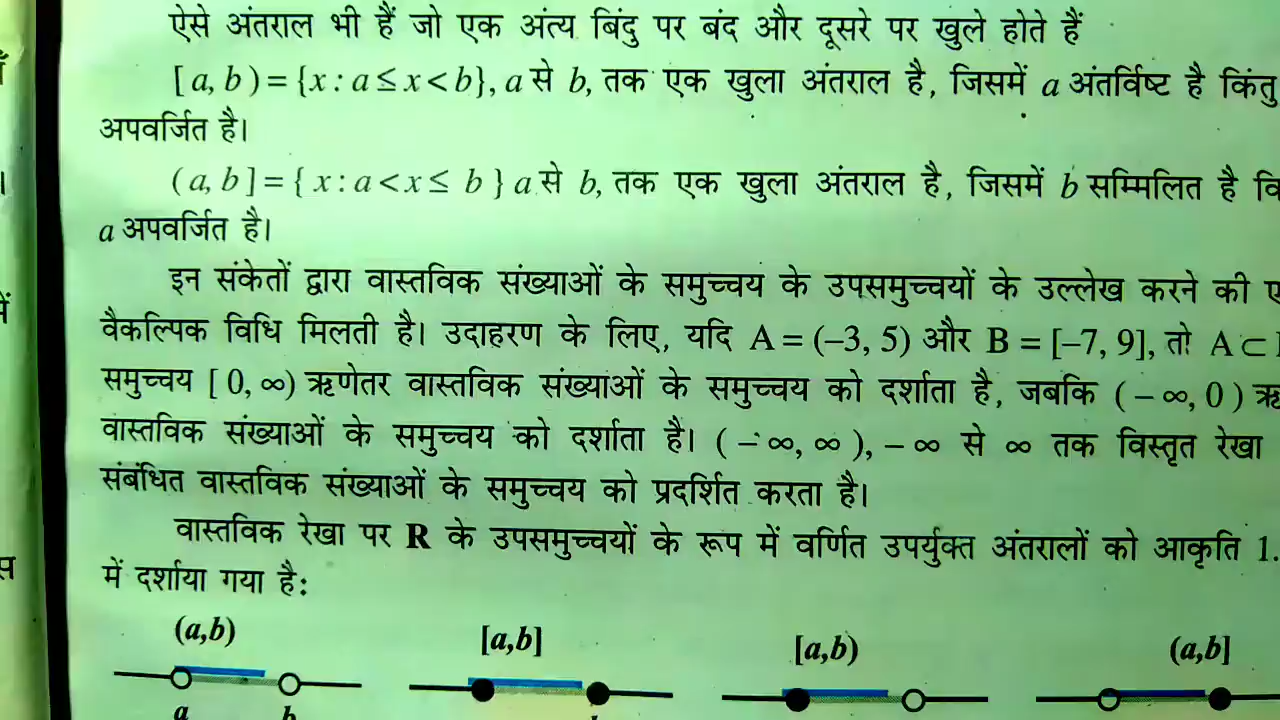 ऐसे अंतराल भी हैं जो एक अंत्य बिंदु पर बंद और दूसरे पर खुले होते हैं
[a, b) = {x : a ≤ x < b}, a से b, तक एक खुला अंतराल है, जिसमें a अंतर्विष्ट है किंतु
अपवर्जित है।
(a, b] = { x : a < x ≤ b } a से b, तक एक खुला अंतराल है, जिसमें b सम्मिलित है
a अपवर्जित है।
इन संकेतों द्वारा वास्तविक संख्याओं के समुच्चय के उपसमुच्चयों के उल्लेख करने की
वैकल्पिक विधि मिलती है। उदाहरण के लिए, यदि A = (–3, 5) और B = [–7, 9], तो A ⊂
समुच्चय [ 0, ∞) ऋणेतर वास्तविक संख्याओं के समुच्चय को दर्शाता है, जबकि ( – ∞, 0 )
वास्तविक संख्याओं के समुच्चय को दर्शाता है। ( – ∞, ∞ ), – ∞ से ∞ तक विस्तृत रेखा
संबंधित वास्तविक संख्याओं के समुच्चय को प्रदर्शित करता है।
वास्तविक रेखा पर R के उपसमुच्चयों के रूप में वर्णित उपर्युक्त अंतरालों को आकृति 1.
में दर्शाया गया है:
(a,b) [a,b] [a,b) (a,b]
a b